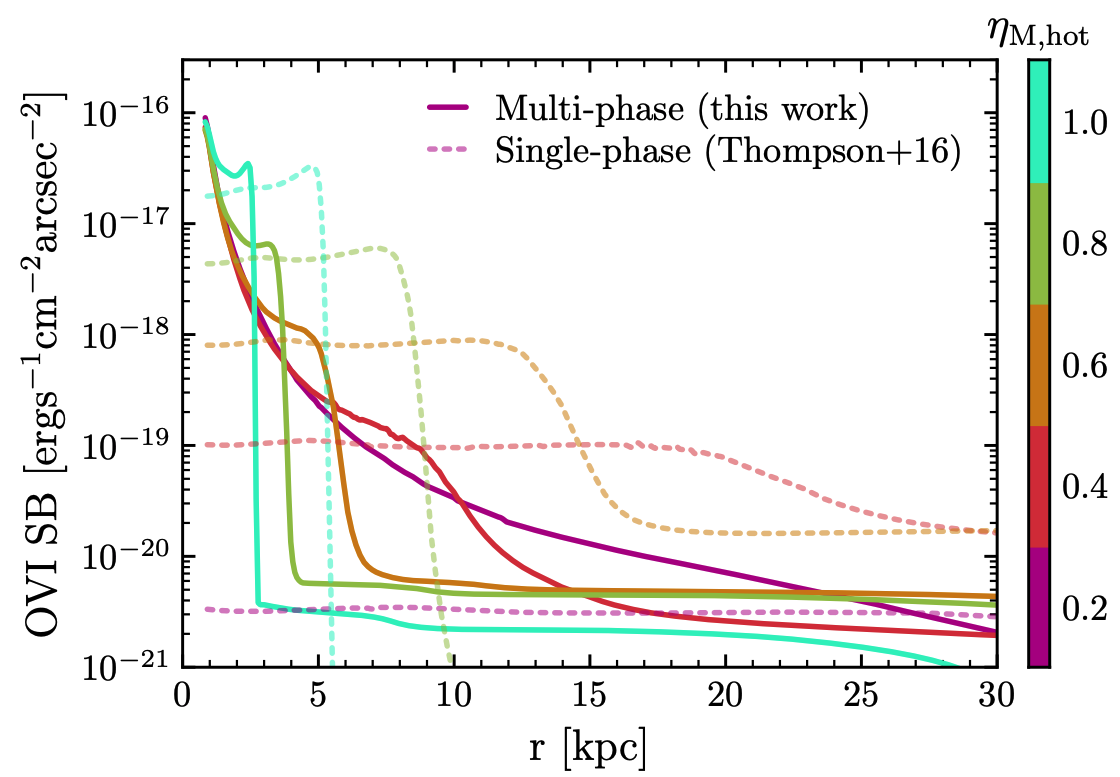 η_M,hot
10^−16
10^−17
10^−18
10^−19
10^−20
10^−21
OVI SB [ergs^−1cm^−2arcsec^−2]
Multi-phase (this work)
Single-phase (Thompson+16)
1.0
0.8
0.6
0.4
0.2
0 5 10 15 20 25 30
r [kpc]